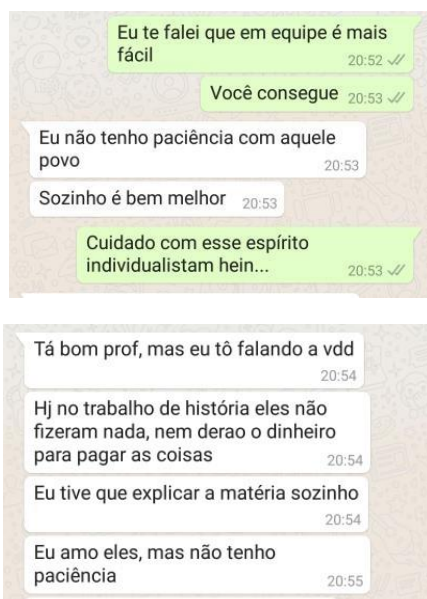 Eu te falei que em equipe é mais
fácil
20:52
Você consegue 20:53
Eu não tenho paciência com aquele
povo
20:53
Sozinho é bem melhor 20:53
Cuidado com esse espírito
individualistam hein...
20:53
Tá bom prof, mas eu tô falando a vdd
20:54
Hj no trabalho de história eles não
fizeram nada, nem derao o dinheiro
para pagar as coisas
20:54
Eu tive que explicar a matéria sozinho
20:54
Eu amo eles, mas não tenho
paciência
20:55